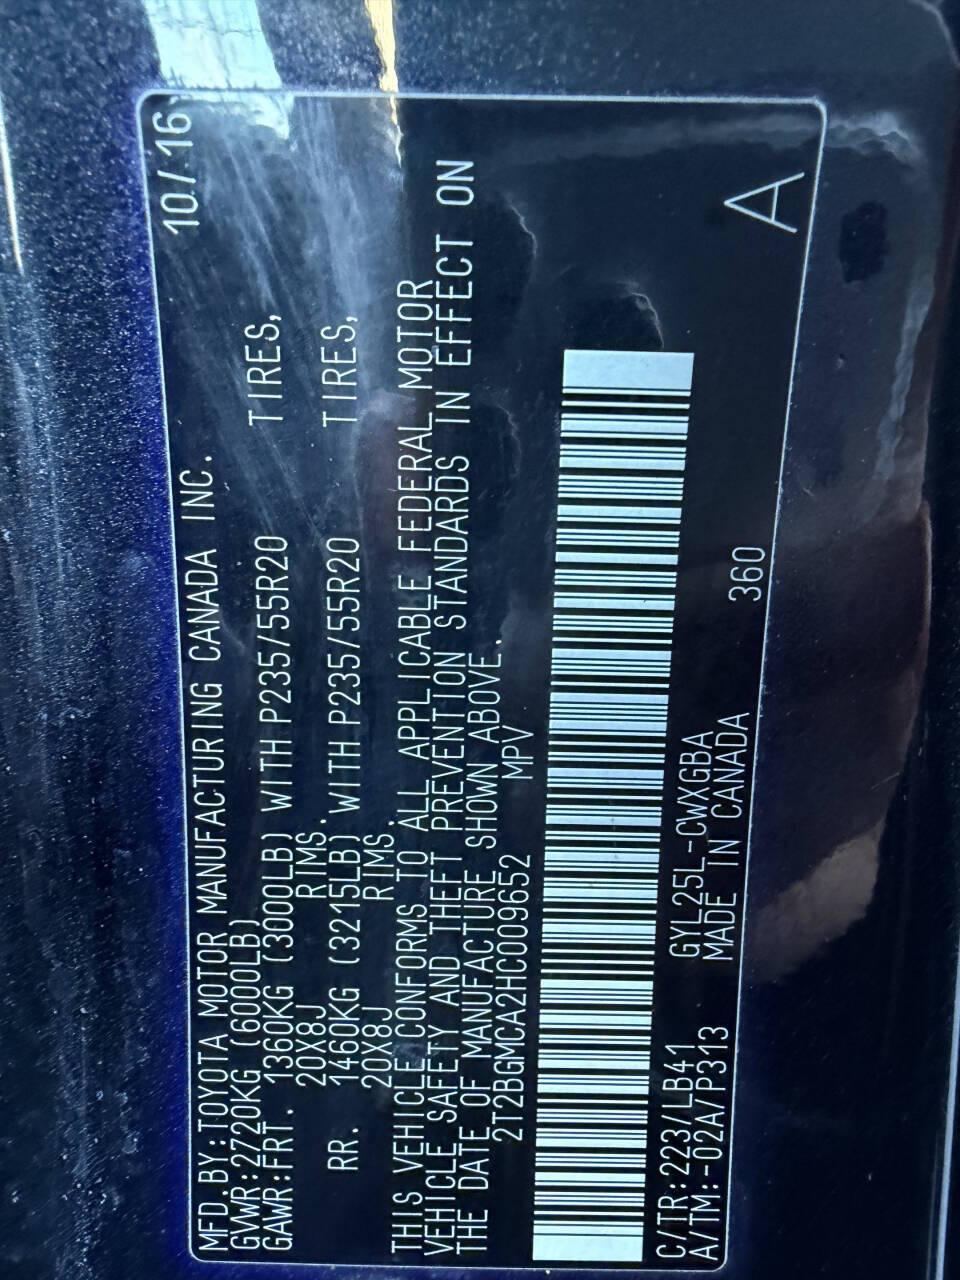 MFD.BY:TOYOTA MOTOR MANUFACTURING CANADA INC. 10/16
GVWR:2720KG (6000LB)
GAWR:FRT. 1360KG (3000LB) WITH P235/55R20 TIRES,
20X8J RIMS.
RR. 1460KG (3215LB) WITH P235/55R20 TIRES,
20X8J RIMS.
THIS VEHICLE CONFORMS TO ALL APPLICABLE FEDERAL MOTOR
VEHICLE SAFETY AND THEFT PREVENTION STANDARDS IN EFFECT ON
THE DATE OF MANUFACTURE SHOWN ABOVE.
2T2BGMCA2HC009652 MPV
C/TR:223/LB41 GYL25L-CWXGBA
A/TM:-02A/P313 MADE IN CANADA 360
A